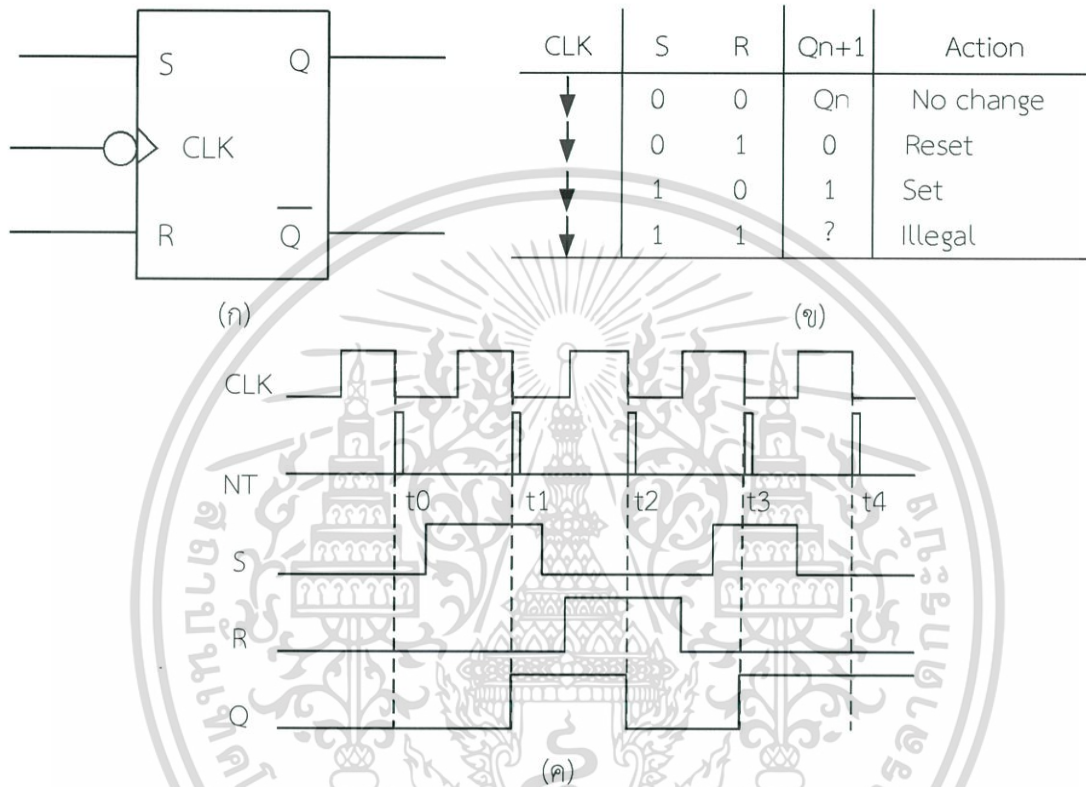 S Q
CLK
R Q
CLK S R Qn+1 Action
0 0 Qn No change
0 1 0 Reset
1 0 1 Set
1 1 ? Illegal
(ก) (ข)
CLK
NT
t0 t1 t2 t3 t4
S
R
Q
(ค)